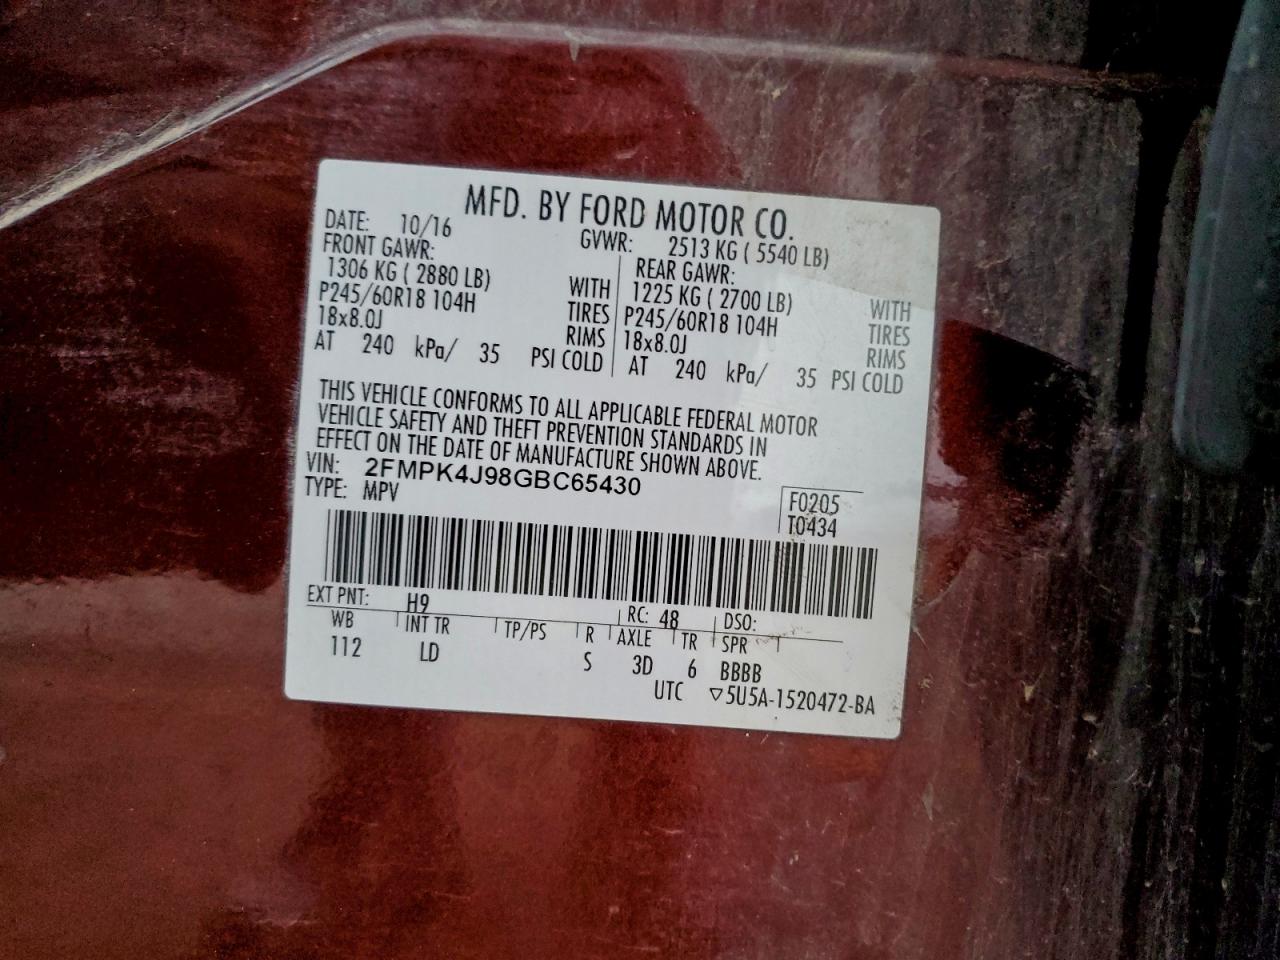 MFD. BY FORD MOTOR CO.
DATE: 10/16 GVWR: 2513 KG ( 5540 LB)
FRONT GAWR: REAR GAWR:
1306 KG ( 2880 LB) WITH 1225 KG ( 2700 LB) WITH
P245/60R18 104H TIRES P245/60R18 104H TIRES
18x8.0J RIMS 18x8.0J RIMS
AT 240 kPa/ 35 PSI COLD AT 240 kPa/ 35 PSI COLD
THIS VEHICLE CONFORMS TO ALL APPLICABLE FEDERAL MOTOR
VEHICLE SAFETY AND THEFT PREVENTION STANDARDS IN
EFFECT ON THE DATE OF MANUFACTURE SHOWN ABOVE.
VIN: 2FMPK4J98GBC65430
TYPE: MPV
F0205
T0434
EXT PNT: H9 RC: 48 DSO:
WB INT TR TP/PS R AXLE TR SPR
112 LD S 3D 6 BBBB
UTC ▽5U5A-1520472-BA